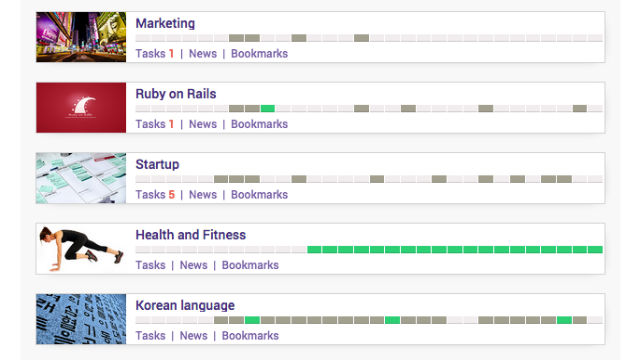 Marketing
Tasks 1 | News | Bookmarks
Ruby on Rails
Tasks 1 | News | Bookmarks
Startup
Tasks 5 | News | Bookmarks
Health and Fitness
Tasks | News | Bookmarks
Korean language
Tasks | News | Bookmarks